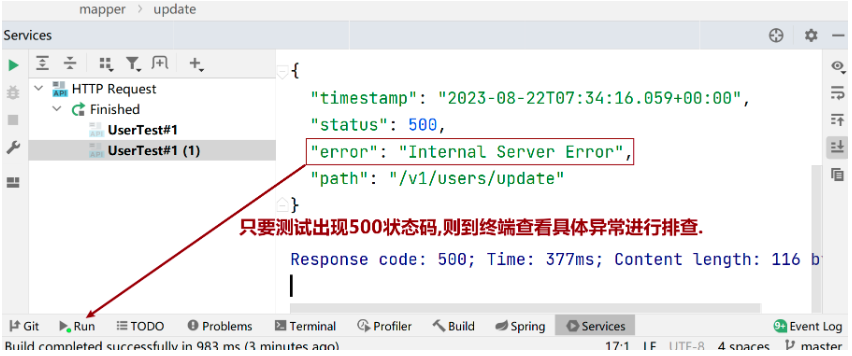 mapper > update
Services
HTTP Request
Finished
UserTest#1
UserTest#1 (1)
{
"timestamp": "2023-08-22T07:34:16.059+00:00",
"status": 500,
"error": "Internal Server Error",
"path": "/v1/users/update"
}
只要测试出现500状态码,则到终端查看具体异常进行排查.
Response code: 500; Time: 377ms; Content length: 116 b
Git Run TODO Problems Terminal Profiler Build Spring Services 9+ Event Log
Build completed successfully in 983 ms (3 minutes ago) 17:1 LF UTF-8 4 spaces master